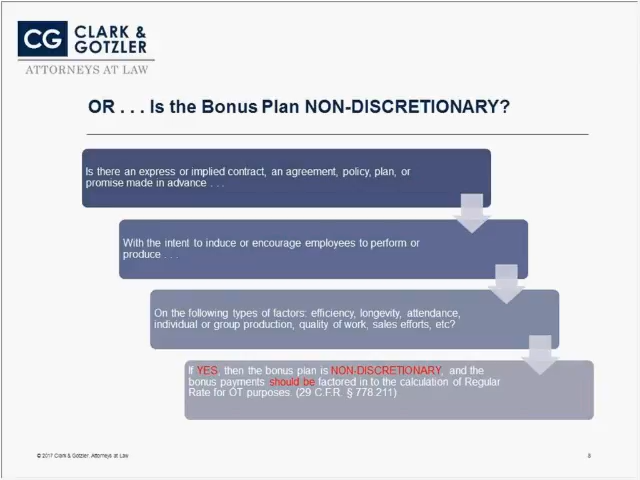 CG CLARK & GOTZLER
ATTORNEYS AT LAW
OR . . . Is the Bonus Plan NON-DISCRETIONARY?
Is there an express or implied contract, an agreement, policy, plan, or
promise made in advance . . .
With the intent to induce or encourage employees to perform or
produce . . .
On the following types of factors: efficiency, longevity, attendance,
individual or group production, quality of work, sales efforts, etc?
If YES, then the bonus plan is NON-DISCRETIONARY, and the
bonus payments should be factored in to the calculation of Regular
Rate for OT purposes. (29 C.F.R. § 778.211)
© 2017 Clark & Gotzler, Attorneys at Law
8